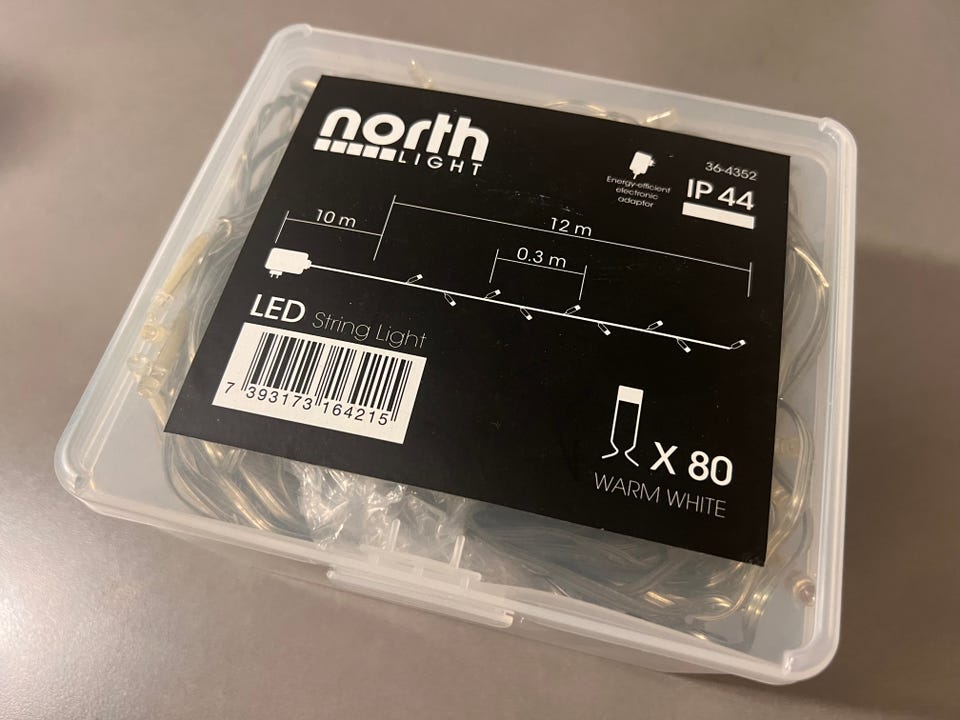 north
LIGHT
Energy-efficient
electronic
adaptor
36-4352
IP 44
10 m
12 m
0.3 m
LED String Light
7 393173 164215
X 80
WARM WHITE